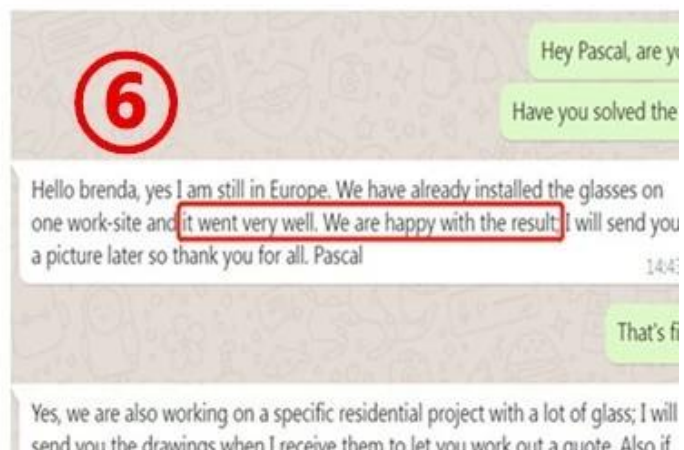 6
Hey Pascal, are
Have you solved the
Hello brenda, yes I am still in Europe. We have already installed the glasses on
one work-site and it went very well. We are happy with the result; I will send you
a picture later so thank you for all. Pascal
14:43
That's
Yes, we are also working on a specific residential project with a lot of glass; I will
send you the drawings when I receive them to let you work out a quote. Also if